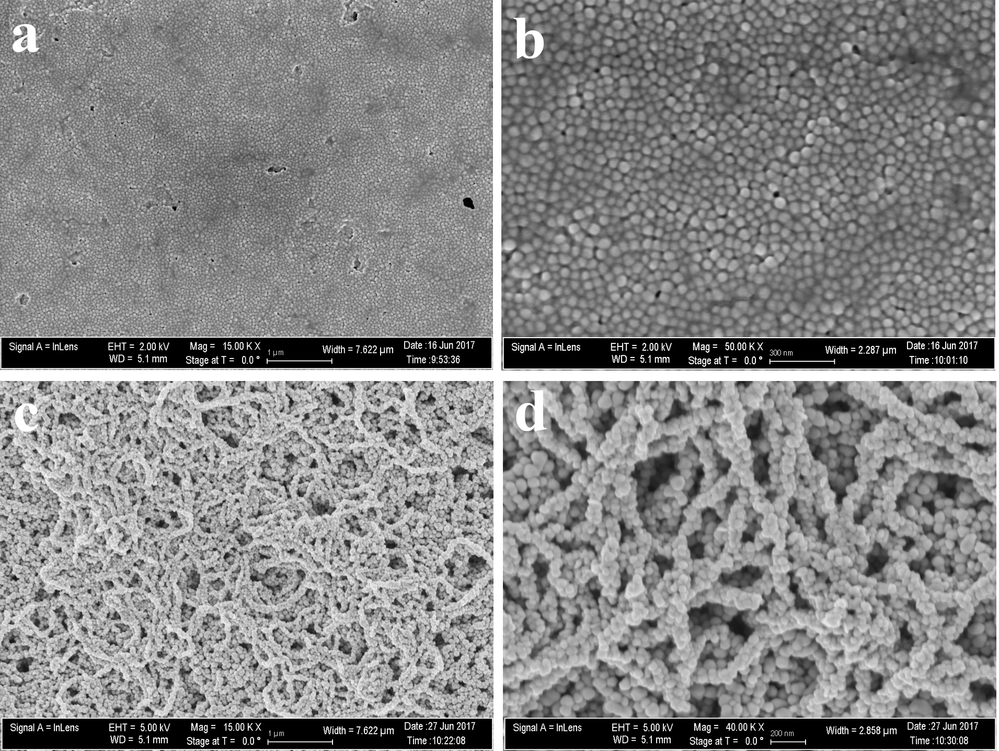 a
b
Signal A = InLens
EHT = 2.00 kV
WD = 5.1 mm
Mag = 15.00 K X
Stage at T = 0.0 °
1 µm
Width = 7.622 µm
Date :16 Jun 2017
Time :9:53:36
Signal A = InLens
EHT = 2.00 kV
WD = 5.1 mm
Mag = 50.00 K X
Stage at T = 0.0 °
300 nm
Width = 2.287 µm
Date :16 Jun 2017
Time :10:01:10
c
d
Signal A = InLens
EHT = 5.00 kV
WD = 5.1 mm
Mag = 15.00 K X
Stage at T = 0.0 °
1 µm
Width = 7.622 µm
Date :27 Jun 2017
Time :10:22:08
Signal A = InLens
EHT = 5.00 kV
WD = 5.1 mm
Mag = 40.00 K X
Stage at T = 0.0 °
200 nm
Width = 2.858 µm
Date :27 Jun 2017
Time :10:30:08